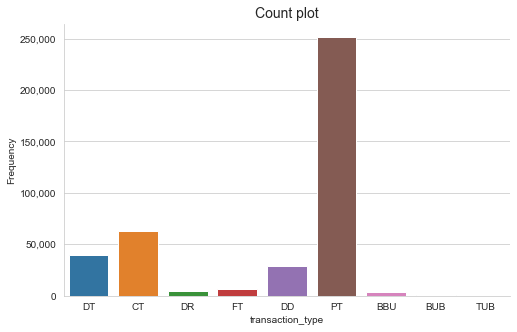 Count plot
250,000
200,000
150,000
100,000
50,000
0
Frequency
DT CT DR FT DD PT BBU BUB TUB
transaction_type